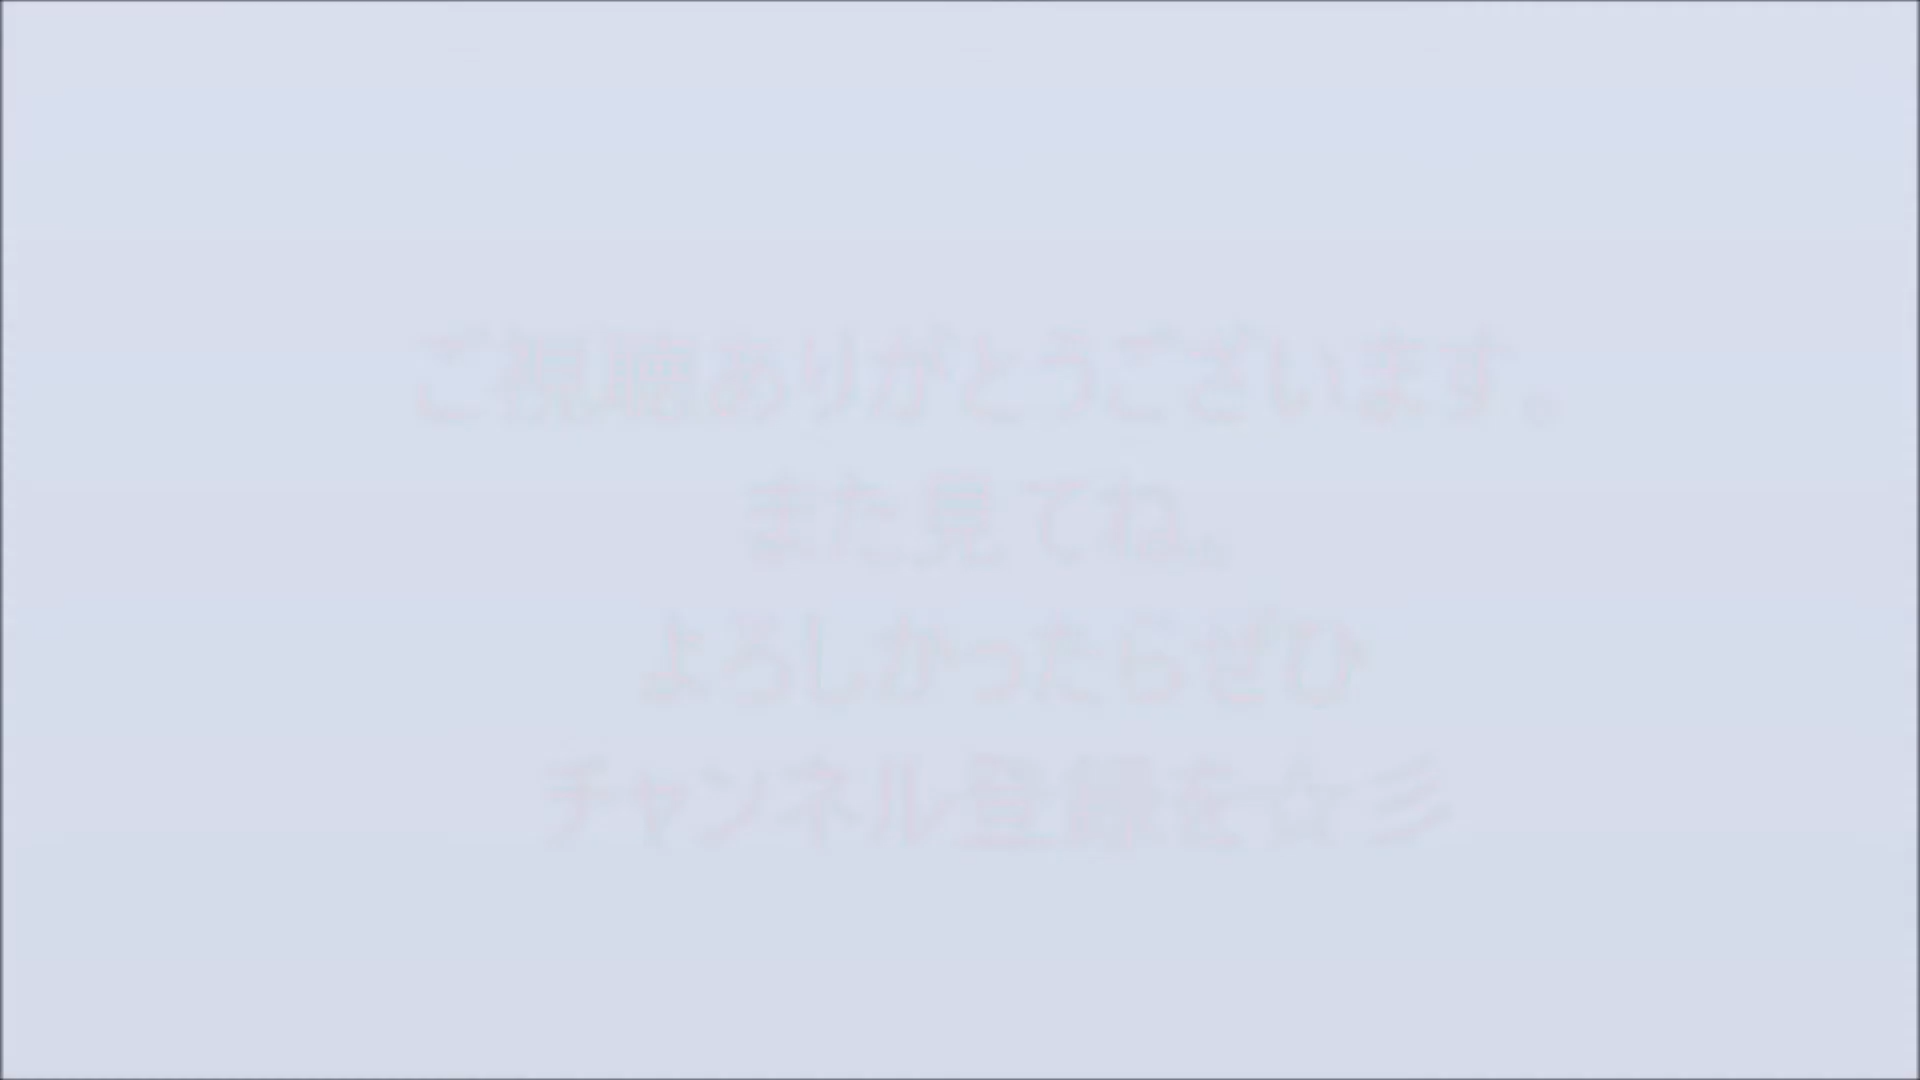 ご視聴ありがとうございます。
また見てね。
よろしかったらぜひ
チャンネル登録を☆彡